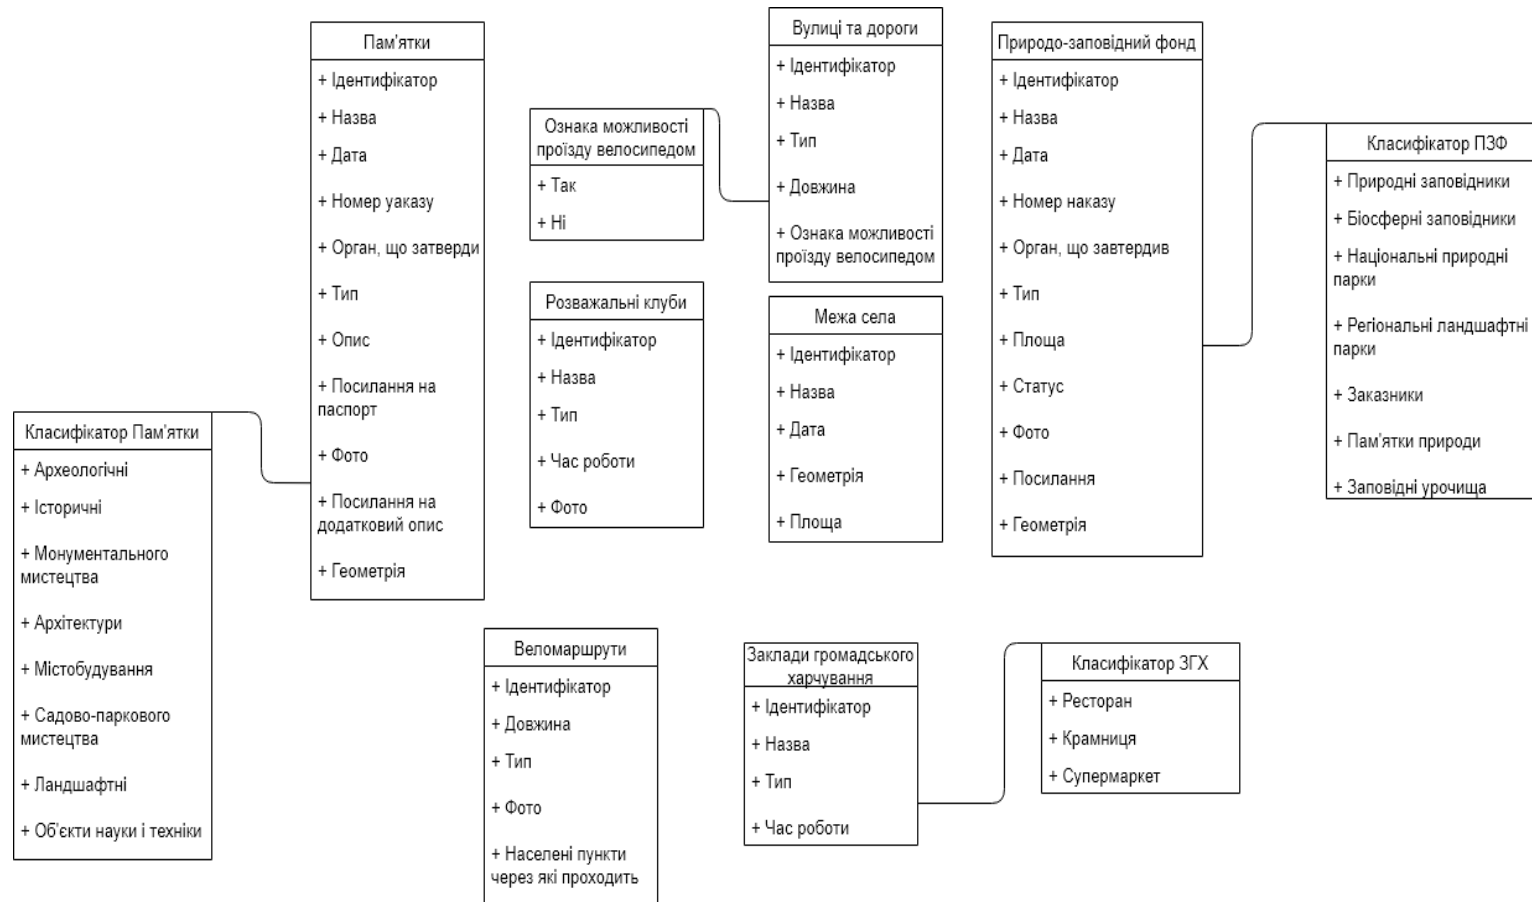 Пам'ятки
+ Ідентифікатор
+ Назва
+ Дата
+ Номер уаказу
+ Орган, що затверди
+ Тип
+ Опис
+ Посилання на
паспорт
+ Фото
+ Посилання на
додатковий опис
+ Геометрія
Класифікатор Пам'ятки
+ Археологічні
+ Історичні
+ Монументального
мистецтва
+ Архітектури
+ Містобудування
+ Садово-паркового
мистецтва
+ Ландшафтні
+ Об'єкти науки і техніки
Ознака можливості
проїзду велосипедом
+ Так
+ Ні
Розважальні клуби
+ Ідентифікатор
+ Назва
+ Тип
+ Час роботи
+ Фото
Вулиці та дороги
+ Ідентифікатор
+ Назва
+ Тип
+ Довжина
+ Ознака можливості
проїзду велосипедом
Межа села
+ Ідентифікатор
+ Назва
+ Дата
+ Геометрія
+ Площа
Природо-заповідний фонд
+ Ідентифікатор
+ Назва
+ Дата
+ Номер наказу
+ Орган, що завтердив
+ Тип
+ Площа
+ Статус
+ Фото
+ Посилання
+ Геометрія
Класифікатор ПЗФ
+ Природні заповідники
+ Біосферні заповідники
+ Національні природні
парки
+ Регіональні ландшафтні
парки
+ Заказники
+ Пам'ятки природи
+ Заповідні урочища
Веломаршрути
+ Ідентифікатор
+ Довжина
+ Тип
+ Фото
+ Населені пункти
через які проходить
Заклади громадського
харчування
+ Ідентифікатор
+ Назва
+ Тип
+ Час роботи
Класифікатор ЗГХ
+ Ресторан
+ Крамниця
+ Супермаркет